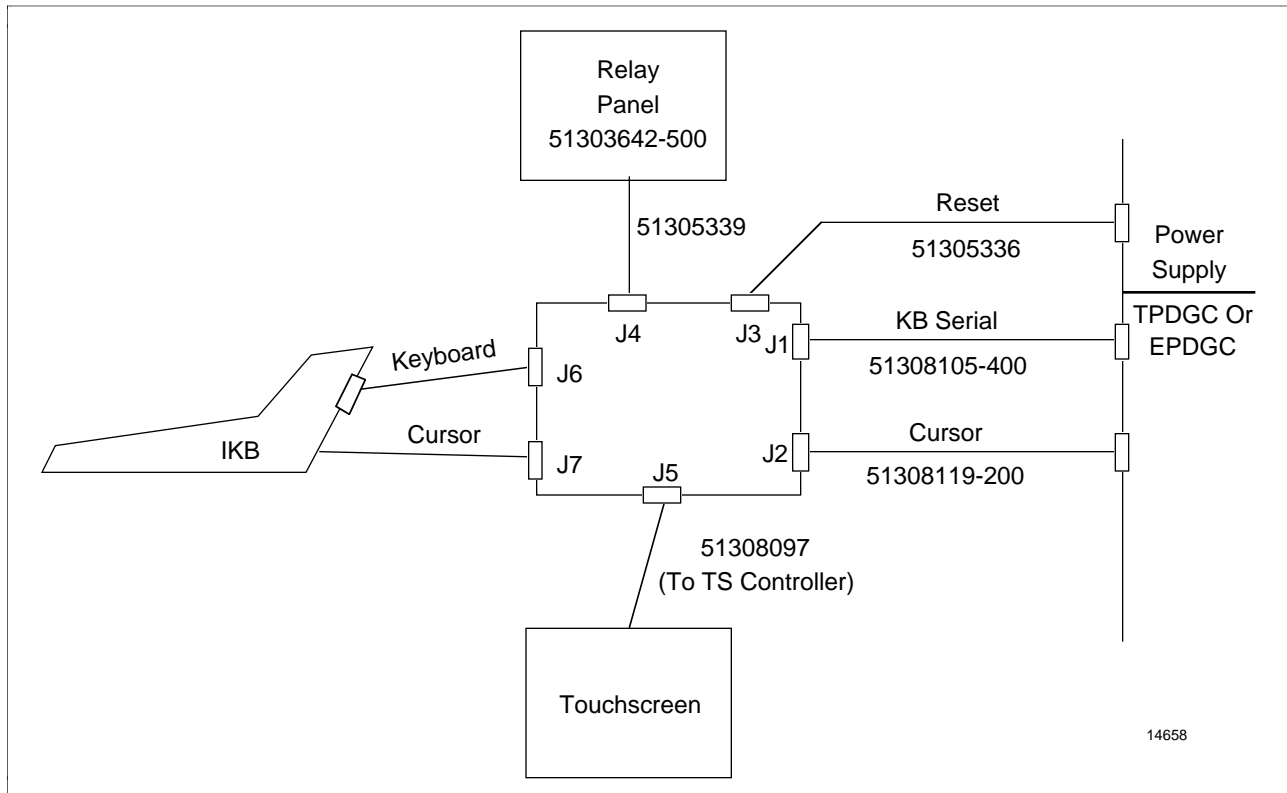 Relay
Panel
51303642-500
51305339
Reset
51305336
Power
Supply
TPDGC Or
EPDGC
J4
J3
J1
KB Serial
51308105-400
Keyboard
J6
IKB
Cursor
J7
J5
J2
Cursor
51308119-200
51308097
(To TS Controller)
Touchscreen
14658